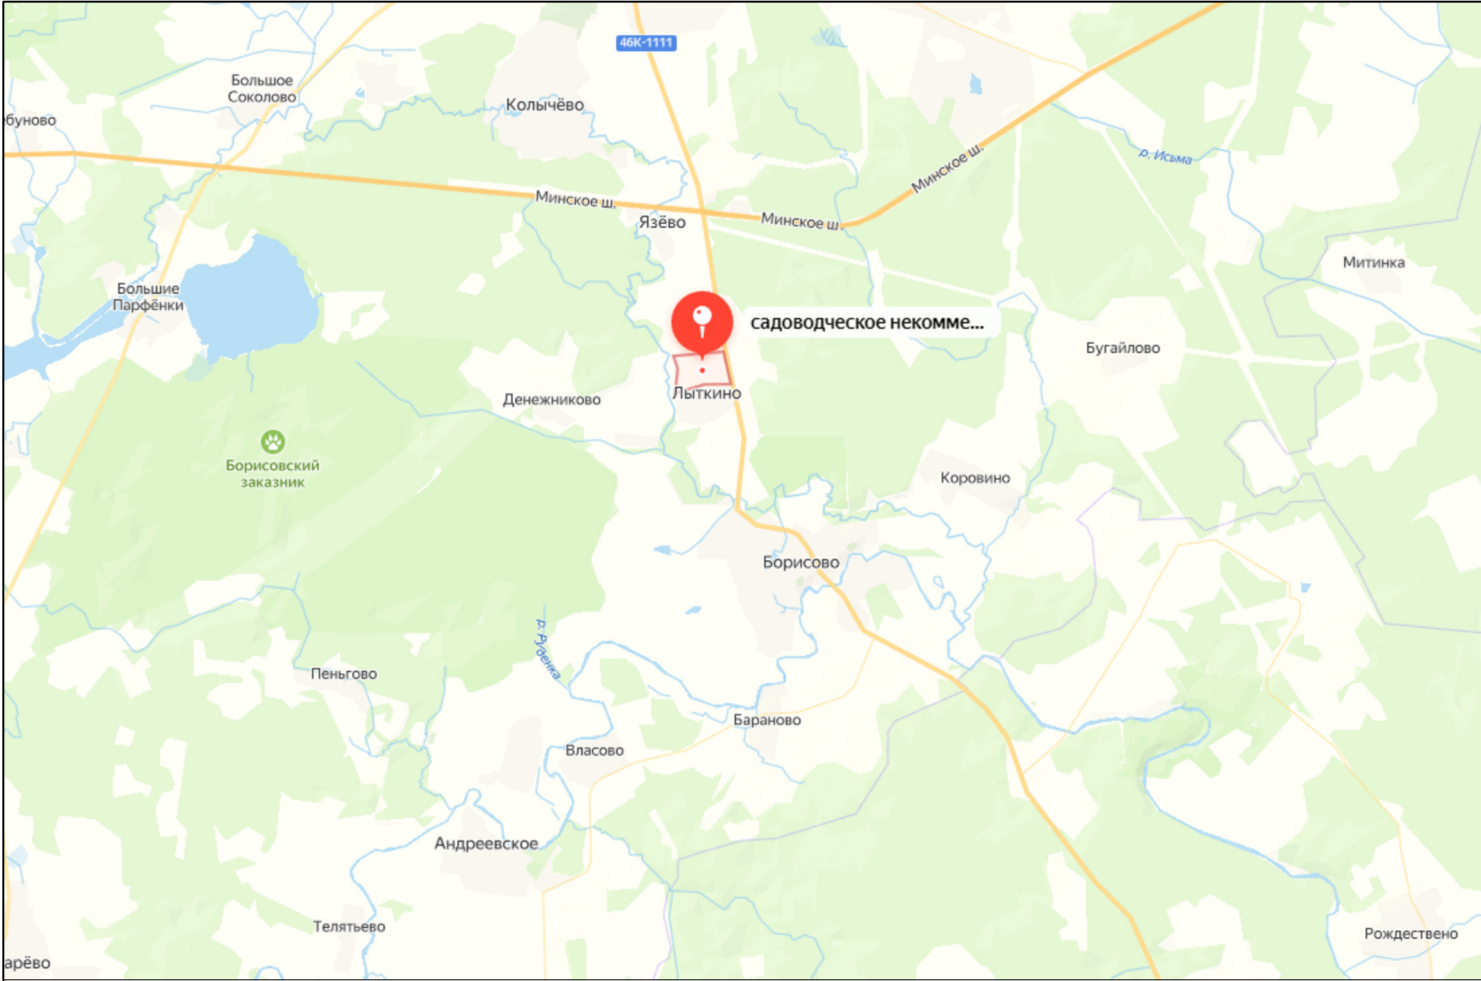 46К-1111
Большое
Соколово
Колычёво
буново
р. Исьма
Минское ш.
Минское ш.
Минское ш.
Язёво
Митинка
Большие
Парфёнки
садоводческое некомме...
Бугайлово
Лыткино
Денежниково
Борисовский
заказник
Коровино
Борисово
р. Руденка
Пеньгово
Бараново
Власово
Андреевское
Телятьево
Рождествено
арёво